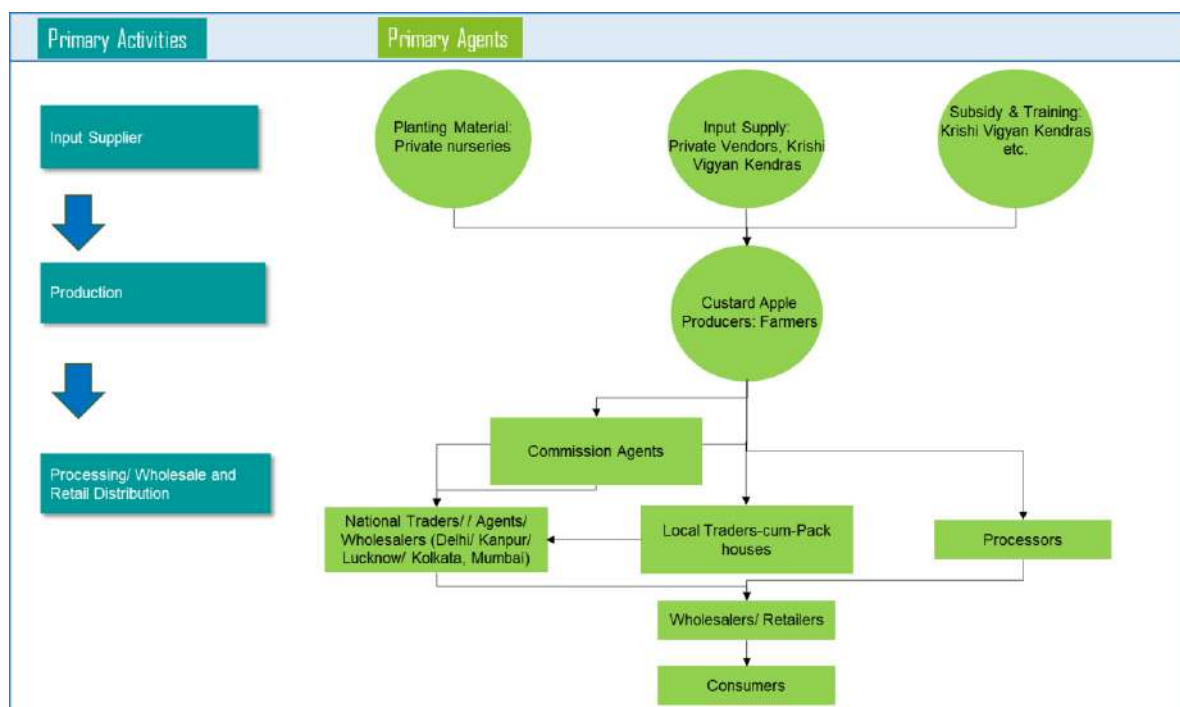 Primary Activities
Primary Agents
Input Supplier
Planting Material:
Private nurseries
Input Supply:
Private Vendors, Krishi
Vigyan Kendras
Subsidy & Training:
Krishi Vigyan Kendras
etc.
Production
Custard Apple
Producers: Farmers
Processing/ Wholesale and
Retail Distribution
Commission Agents
National Traders/ / Agents/
Wholesalers (Delhi/ Kanpur/
Lucknow/ Kolkata, Mumbai)
Local Traders-cum-Pack
houses
Processors
Wholesalers/ Retailers
Consumers